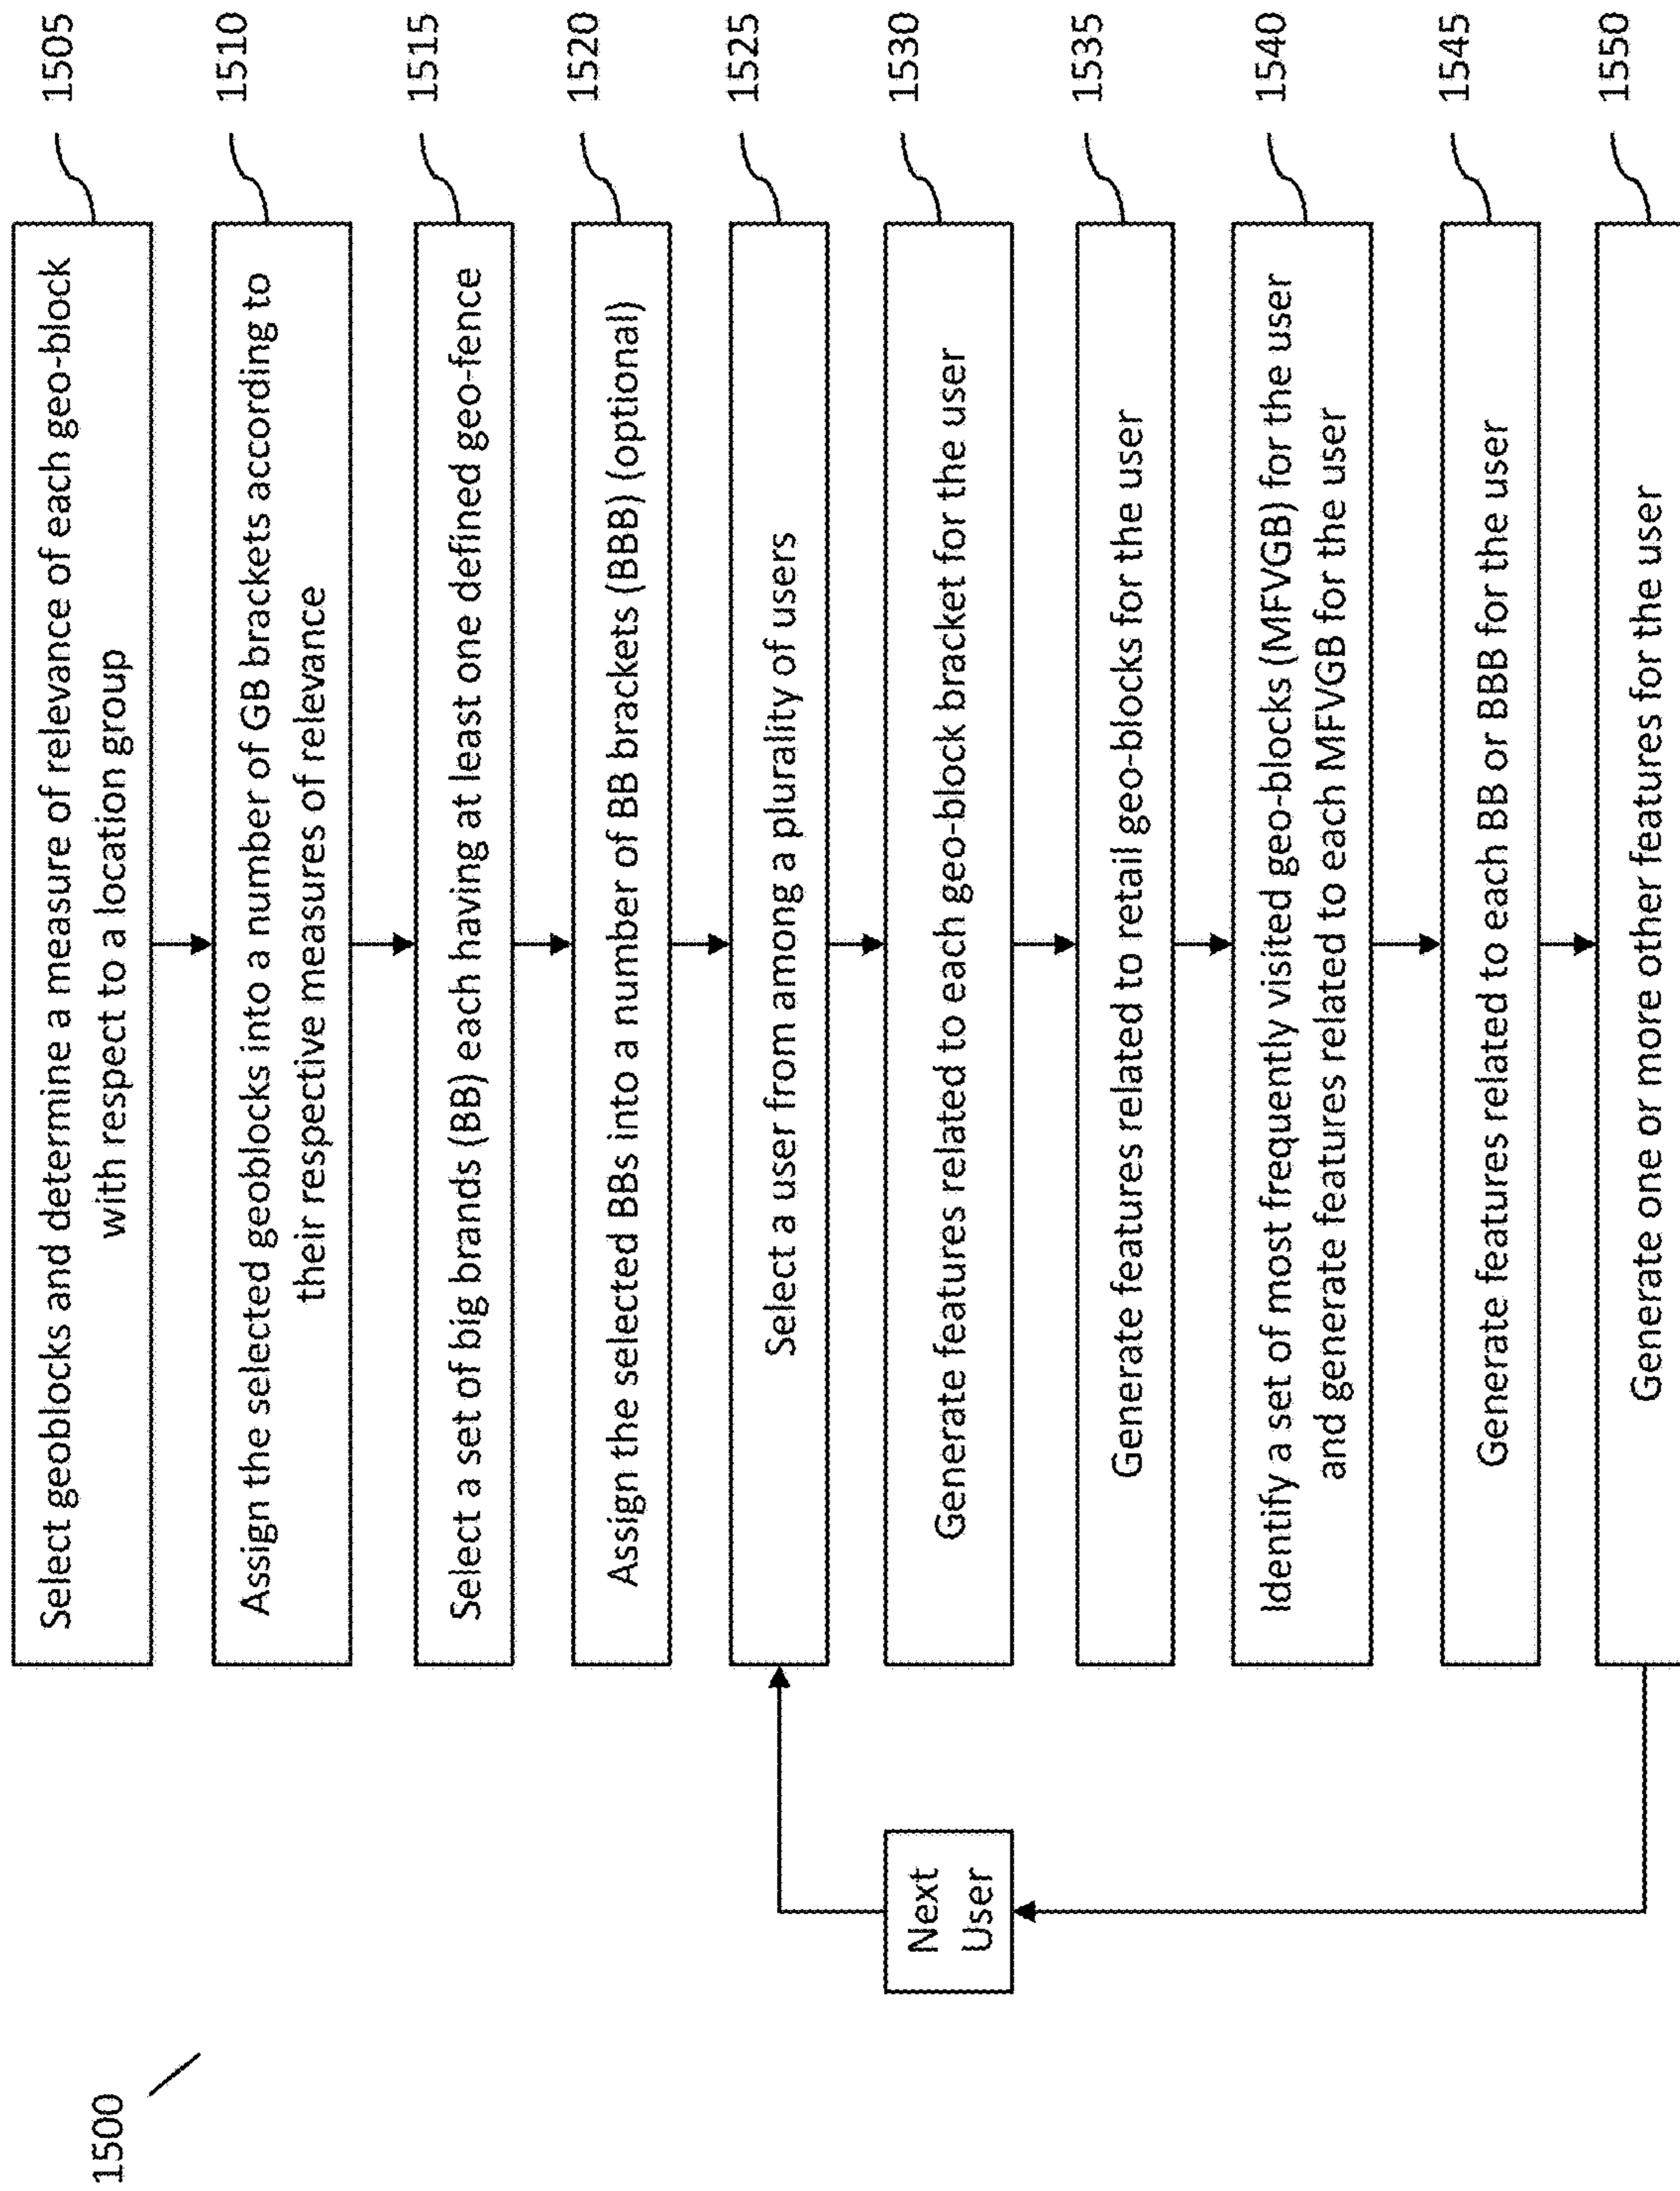 1500
Select geoblocks and determine a measure of relevance of each geo-block
with respect to a location group
1505
Assign the selected geoblocks into a number of GB brackets according to
their respective measures of relevance
1510
Select a set of big brands (BB) each having at least one defined geo-fence
1515
Assign the selected BBs into a number of BB brackets (BBB) (optional)
1520
Select a user from among a plurality of users
1525
Generate features related to each geo-block bracket for the user
1530
Generate features related to retail geo-blocks for the user
1535
Identify a set of most frequently visited geo-blocks (MFVGB) for the user
and generate features related to each MFVGB for the user
1540
Generate features related to each BB or BBB for the user
1545
Generate one or more other features for the user
1550
Next
User